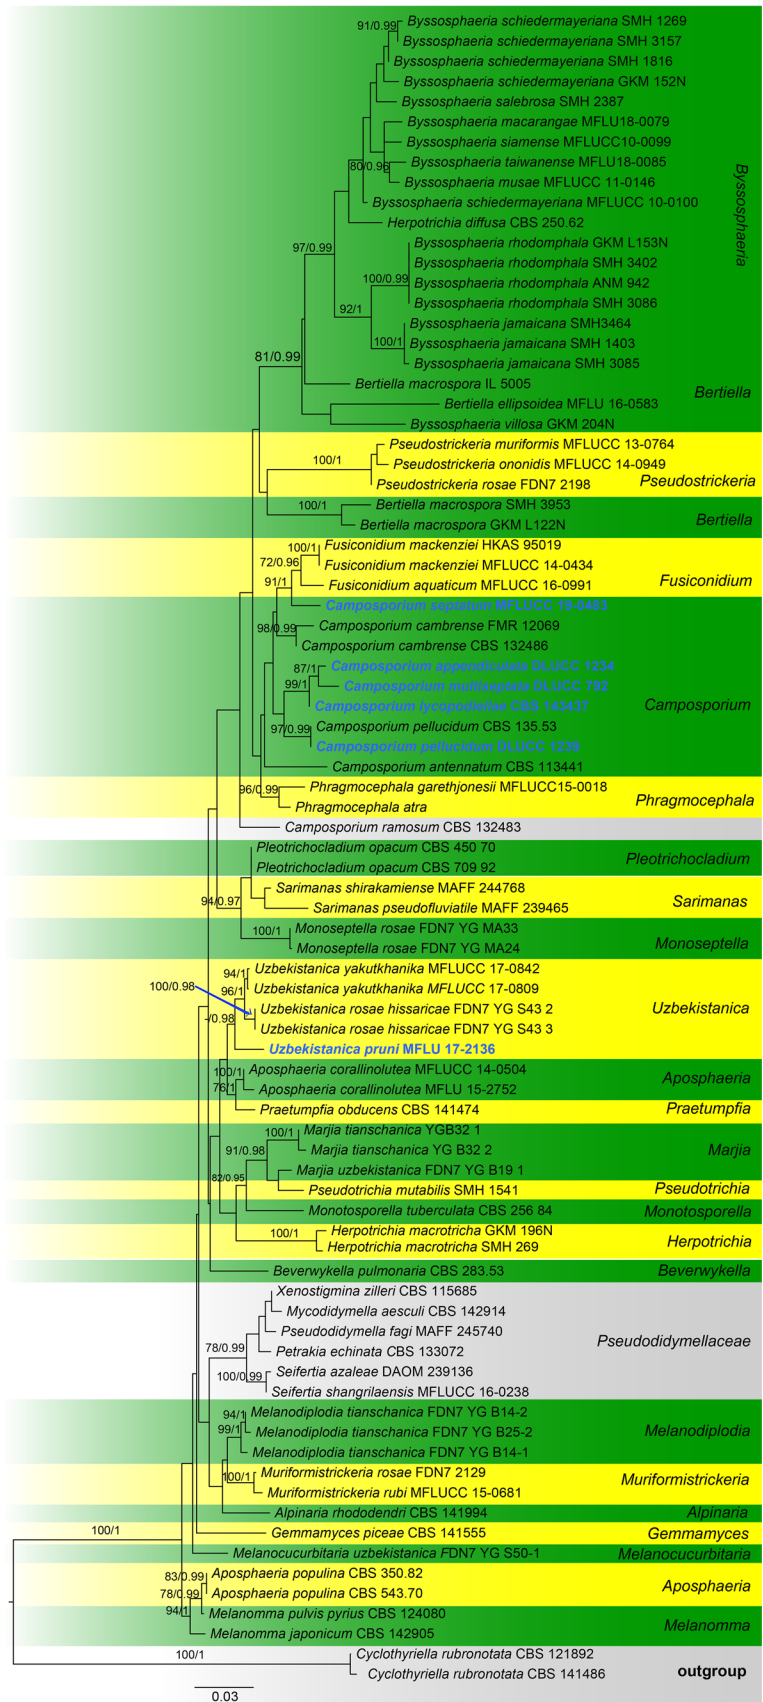 91/0.99
Byssosphaeria schiedermayeriana SMH 1269
Byssosphaeria schiedermayeriana SMH 3157
Byssosphaeria schiedermayeriana SMH 1816
Byssosphaeria schiedermayeriana GKM 152N
Byssosphaeria salebrosa SMH 2387
Byssosphaeria macarangae MFLU18-0079
Byssosphaeria siamense MFLUCC10-0099
80/0.96
Byssosphaeria taiwanense MFLU18-0085
Byssosphaeria musae MFLUCC 11-0146
Byssosphaeria schiedermayeriana MFLUCC 10-0100
Byssosphaeria
Herpotrichia diffusa CBS 250.62
97/0.99
Byssosphaeria rhodomphala GKM L153N
Byssosphaeria rhodomphala SMH 3402
100/0.99
Byssosphaeria rhodomphala ANM 942
Byssosphaeria rhodomphala SMH 3086
92/1
Byssosphaeria jamaicana SMH3464
100/1
Byssosphaeria jamaicana SMH 1403
81/0.99
Byssosphaeria jamaicana SMH 3085
Bertiella macrospora IL 5005
Bertiella
Bertiella ellipsoidea MFLU 16-0583
Byssosphaeria villosa GKM 204N
Pseudostrickeria muriformis MFLUCC 13-0764
100/1
Pseudostrickeria ononidis MFLUCC 14-0949
Pseudostrickeria rosae FDN7 2198
Pseudostrickeria
100/1
Bertiella macrospora SMH 3953
Bertiella macrospora GKM L122N
Bertiella
100/1
Fusiconidium mackenziei HKAS 95019
72/0.96
Fusiconidium mackenziei MFLUCC 14-0434
91/1
Fusiconidium aquaticum MFLUCC 16-0991
Fusiconidium
Camposporium septatum MFLUCC 19-0483
98/0.99
Camposporium cambrense FMR 12069
Camposporium cambrense CBS 132486
87/1
Camposporium appendiculata DLUCC 1234
99/1
Camposporium multiseptata DLUCC 792
Camposporium lycopodiellae CBS 143437
Camposporium
97/0.99
Camposporium pellucidum CBS 135.53
Camposporium pellucidum DLUCC 1239
Camposporium antennatum CBS 113441
96/0.99
Phragmocephala garethjonesii MFLUCC15-0018
Phragmocephala atra
Phragmocephala
Camposporium ramosum CBS 132483
Pleotrichocladium opacum CBS 450 70
Pleotrichocladium opacum CBS 709 92
Pleotrichocladium
Sarimanas shirakamiense MAFF 244768
94/0.97
Sarimanas pseudofluviatile MAFF 239465
Sarimanas
100/1
Monoseptella rosae FDN7 YG MA33
Monoseptella rosae FDN7 YG MA24
Monoseptella
94/1
Uzbekistanica yakutkhanika MFLUCC 17-0842
100/0.98
96/1
Uzbekistanica yakutkhanika MFLUCC 17-0809
Uzbekistanica rosae hissaricae FDN7 YG S43 2
Uzbekistanica
-/0.98
Uzbekistanica rosae hissaricae FDN7 YG S43 3
Uzbekistanica pruni MFLU 17-2136
100/1
Aposphaeria corallinolutea MFLUCC 14-0504
76/1
Aposphaeria corallinolutea MFLU 15-2752
Aposphaeria
Praetumpfia obducens CBS 141474
Praetumpfia
100/1
Marjia tianschanica YGB32 1
91/0.98
Marjia tianschanica YG B32 2
Marjia
82/0.95
Marjia uzbekistanica FDN7 YG B19 1
Pseudotrichia mutabilis SMH 1541
Pseudotrichia
Monotosporella tuberculata CBS 256 84
Monotosporella
100/1
Herpotrichia macrotricha GKM 196N
Herpotrichia macrotricha SMH 269
Herpotrichia
Beverwykella pulmonaria CBS 283.53
Beverwykella
Xenostigmina zilleri CBS 115685
Mycodidymella aesculi CBS 142914
Pseudodidymella fagi MAFF 245740
Pseudodidymellaceae
78/0.99
Petrakia echinata CBS 133072
100/0.99
Seifertia azaleae DAOM 239136
Seifertia shangrilaensis MFLUCC 16-0238
94/1
Melanodiplodia tianschanica FDN7 YG B14-2
99/1
Melanodiplodia tianschanica FDN7 YG B25-2
Melanodiplodia
Melanodiplodia tianschanica FDN7 YG B14-1
100/1
Muriformistrickeria rosae FDN7 2129
Muriformistrickeria rubi MFLUCC 15-0681
Muriformistrickeria
Alpinaria rhododendri CBS 141994
Alpinaria
100/1
Gemmamyces piceae CBS 141555
Gemmamyces
Melanocucurbitaria uzbekistanica FDN7 YG S50-1
Melanocucurbitaria
83/0.99
Aposphaeria populina CBS 350.82
78/0.99
Aposphaeria populina CBS 543.70
Aposphaeria
94/1
Melanomma pulvis pyrius CBS 124080
Melanomma japonicum CBS 142905
Melanomma
100/1
Cyclothyriella rubronotata CBS 121892
Cyclothyriella rubronotata CBS 141486
outgroup
0.03